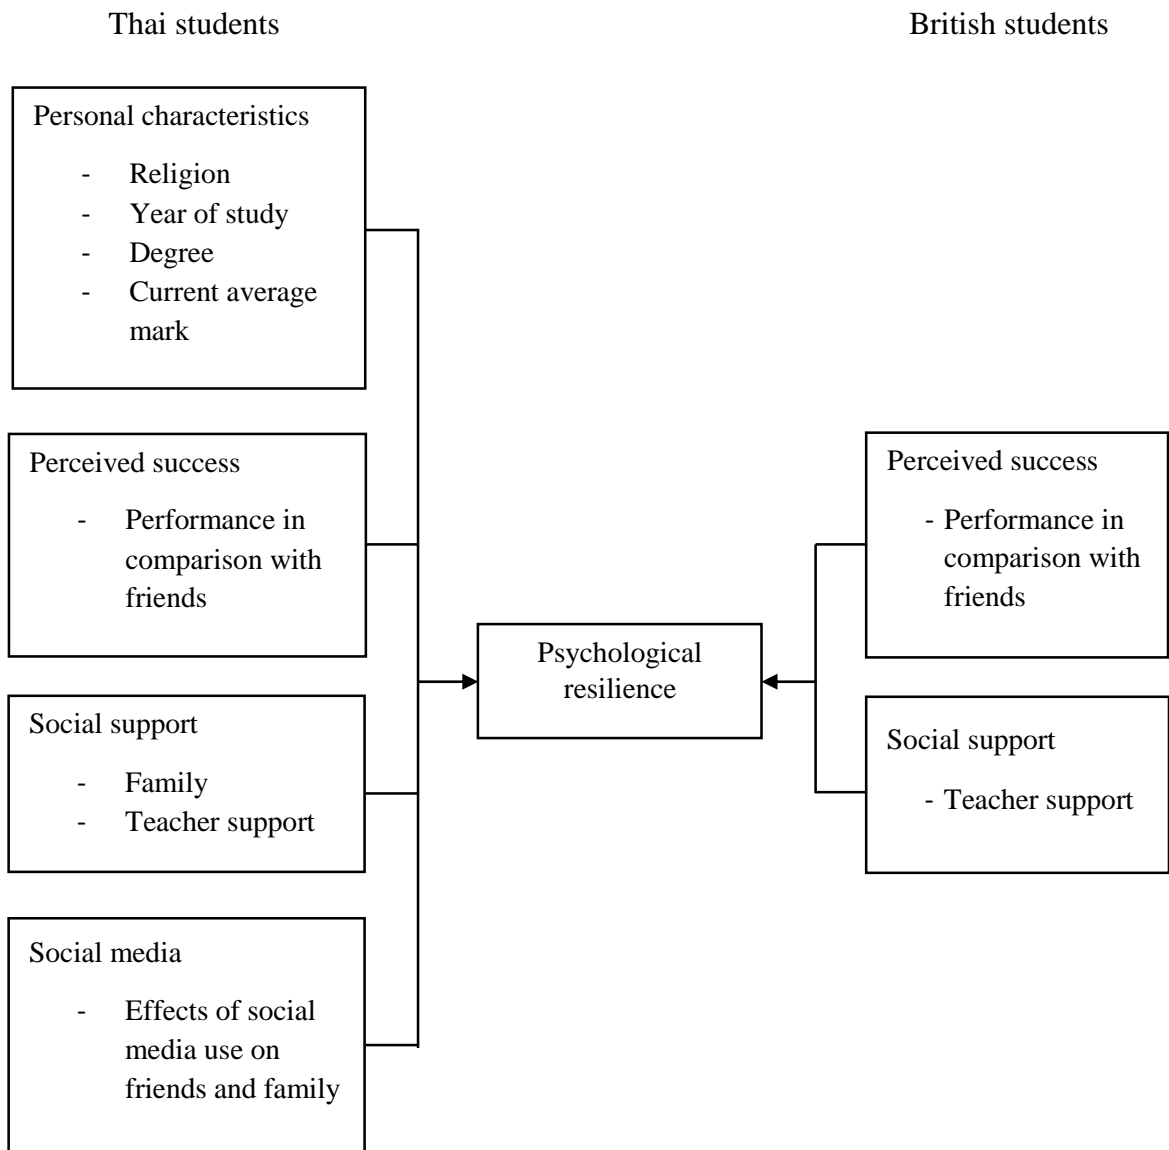 Thai students
British students
Personal characteristics
- Religion
- Year of study
- Degree
- Current average
mark
Perceived success
- Performance in
comparison with
friends
Social support
- Family
- Teacher support
Social media
- Effects of social
media use on
friends and family
Psychological
resilience
Perceived success
- Performance in
comparison with
friends
Social support
- Teacher support